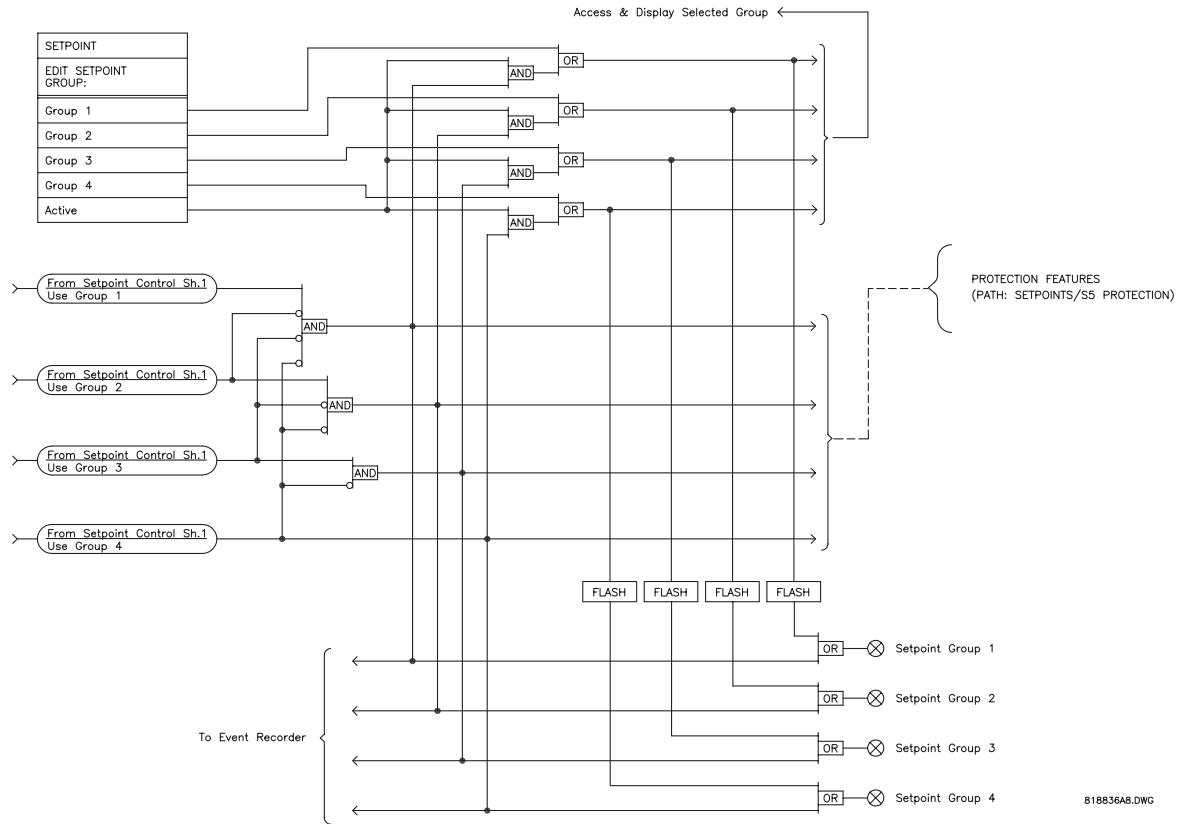 Access & Display Selected Group
SETPOINT
EDIT SETPOINT
GROUP:
Group 1
Group 2
Group 3
Group 4
Active
OR
AND
OR
AND
OR
AND
OR
AND
From Setpoint Control Sh.1
Use Group 1
From Setpoint Control Sh.1
Use Group 2
From Setpoint Control Sh.1
Use Group 3
From Setpoint Control Sh.1
Use Group 4
AND
AND
AND
PROTECTION FEATURES
(PATH: SETPOINTS/S5 PROTECTION)
FLASH FLASH FLASH FLASH
OR Setpoint Group 1
OR Setpoint Group 2
OR Setpoint Group 3
OR Setpoint Group 4
To Event Recorder
818836A8.DWG